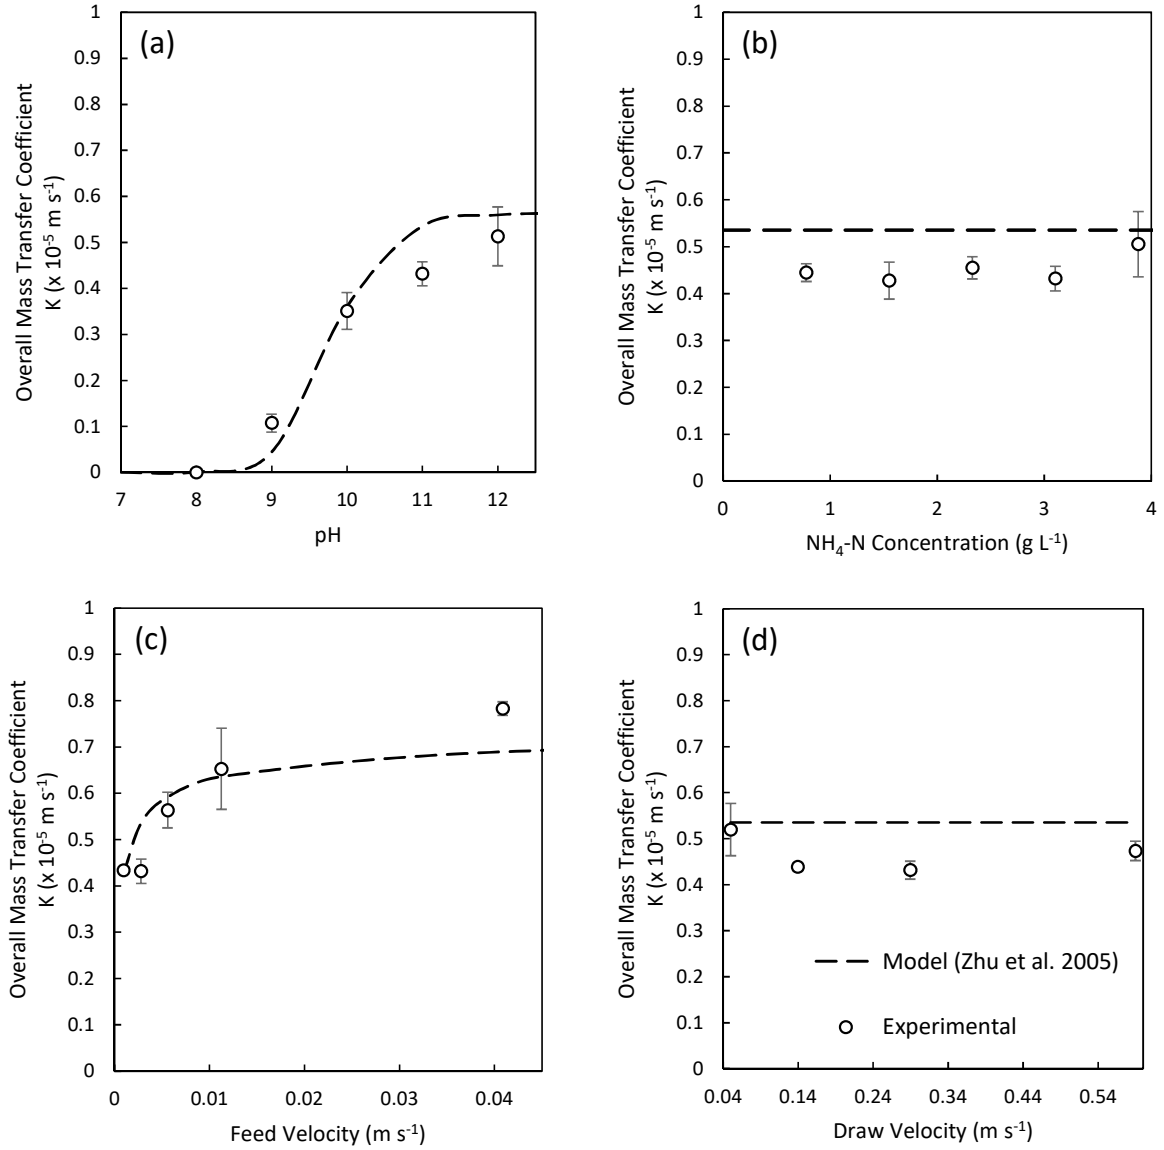 (a)
Overall Mass Transfer Coefficient
K (x 10⁻⁵ m s⁻¹)
1
0.9
0.8
0.7
0.6
0.5
0.4
0.3
0.2
0.1
0
7 8 9 10 11 12
pH
(b)
Overall Mass Transfer Coefficient
K (x 10⁻⁵ m s⁻¹)
1
0.9
0.8
0.7
0.6
0.5
0.4
0.3
0.2
0.1
0
0 1 2 3 4
NH₄-N Concentration (g L⁻¹)
(c)
Overall Mass Transfer Coefficient
K (x 10⁻⁵ m s⁻¹)
1
0.9
0.8
0.7
0.6
0.5
0.4
0.3
0.2
0.1
0
0 0.01 0.02 0.03 0.04
Feed Velocity (m s⁻¹)
(d)
Overall Mass Transfer Coefficient
K (x 10⁻⁵ m s⁻¹)
1
0.9
0.8
0.7
0.6
0.5
0.4
0.3
0.2
0.1
0
Model (Zhu et al. 2005)
Experimental
0.04 0.14 0.24 0.34 0.44 0.54
Draw Velocity (m s⁻¹)